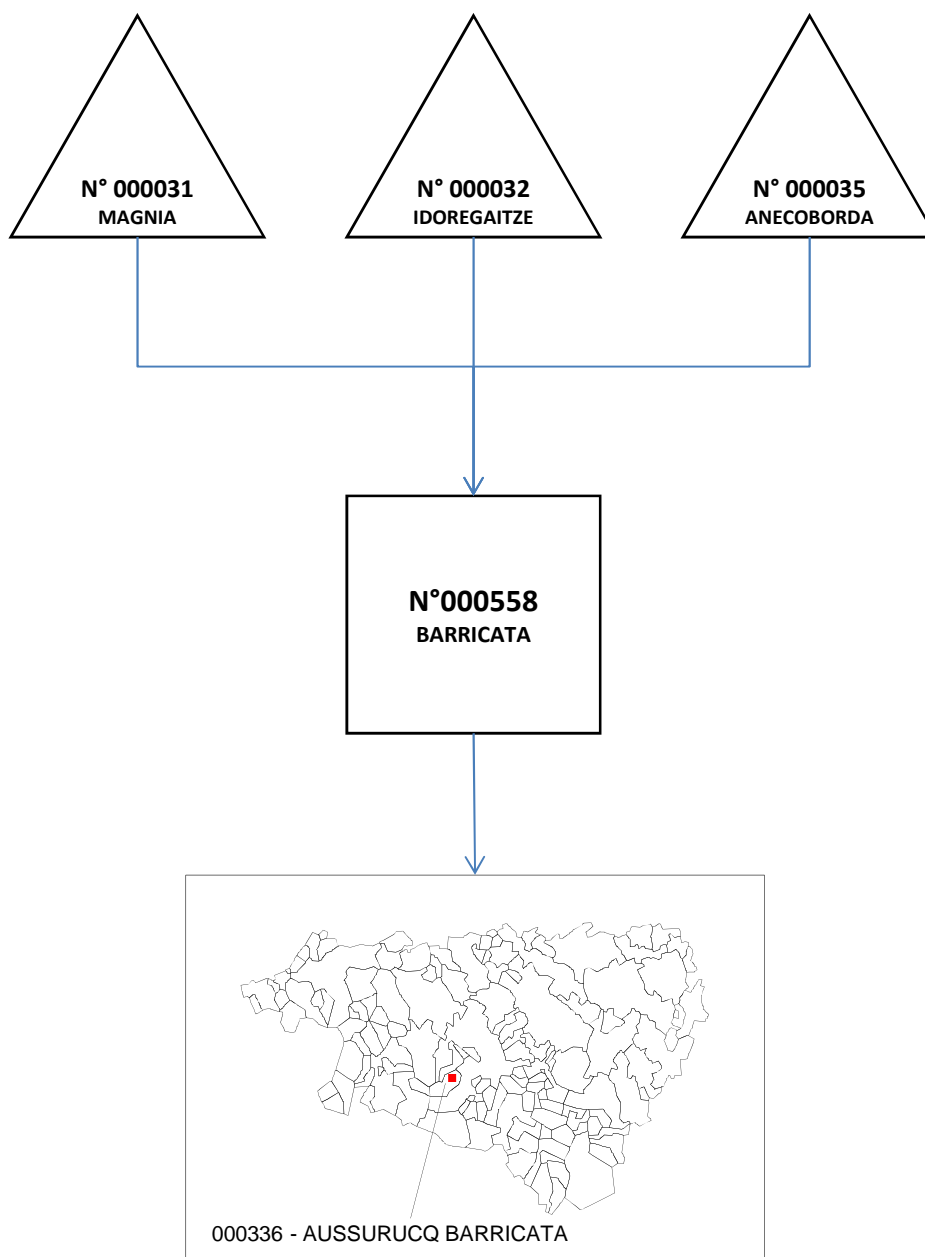 N° 000031
MAGNIA
N° 000032
IDOREGAITZE
N° 000035
ANECOBORDA
N°000558
BARRICATA
000336 - AUSSURUCQ BARRICATA